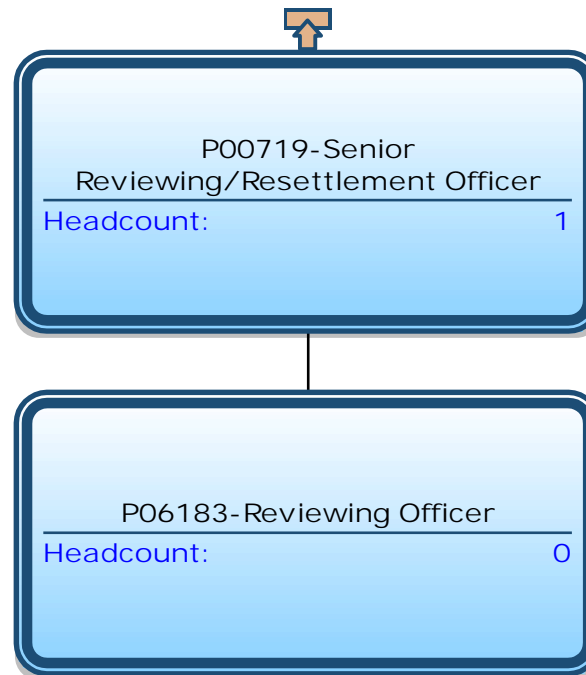 P00719-Senior
Reviewing/Resettlement Officer
Headcount: 1
P06183-Reviewing Officer
Headcount: 0